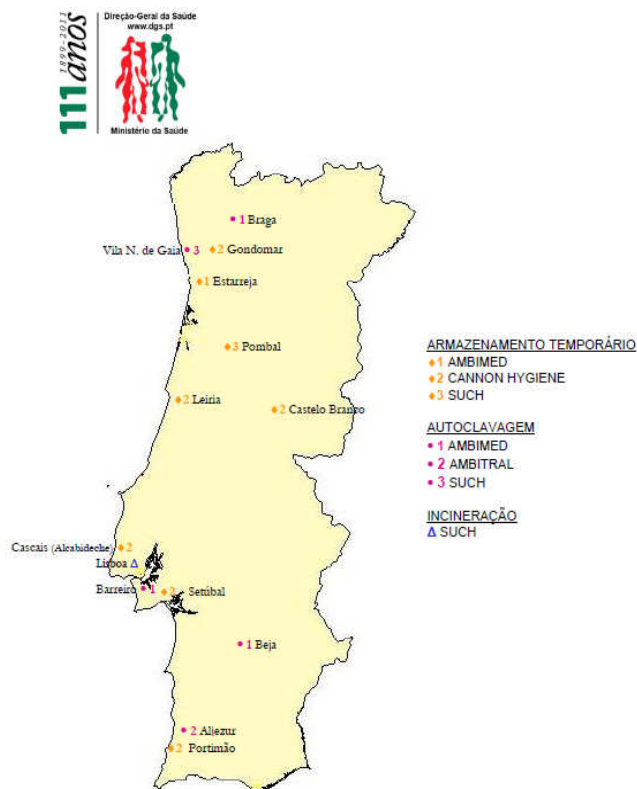 111 anos
1899-2011
Direção-Geral da Saúde
www.dgs.pt
Ministério da Saúde
1 Braga
Vila N. de Gaia 3
2 Gondomar
1 Estarreja
3 Pombal
2 Leiria
2 Castelo Branco
Cascais (Alcabideche) 2
Lisboa Δ
Barreiro 1
Setúbal
1 Beja
2 Aljezur
2 Portimão
ARMAZENAMENTO TEMPORÁRIO
♦ 1 AMBIMED
♦ 2 CANNON HYGIENE
♦ 3 SUCH
AUTOCLAVAGEM
• 1 AMBIMED
• 2 AMBITRAL
• 3 SUCH
INCINERAÇÃO
Δ SUCH